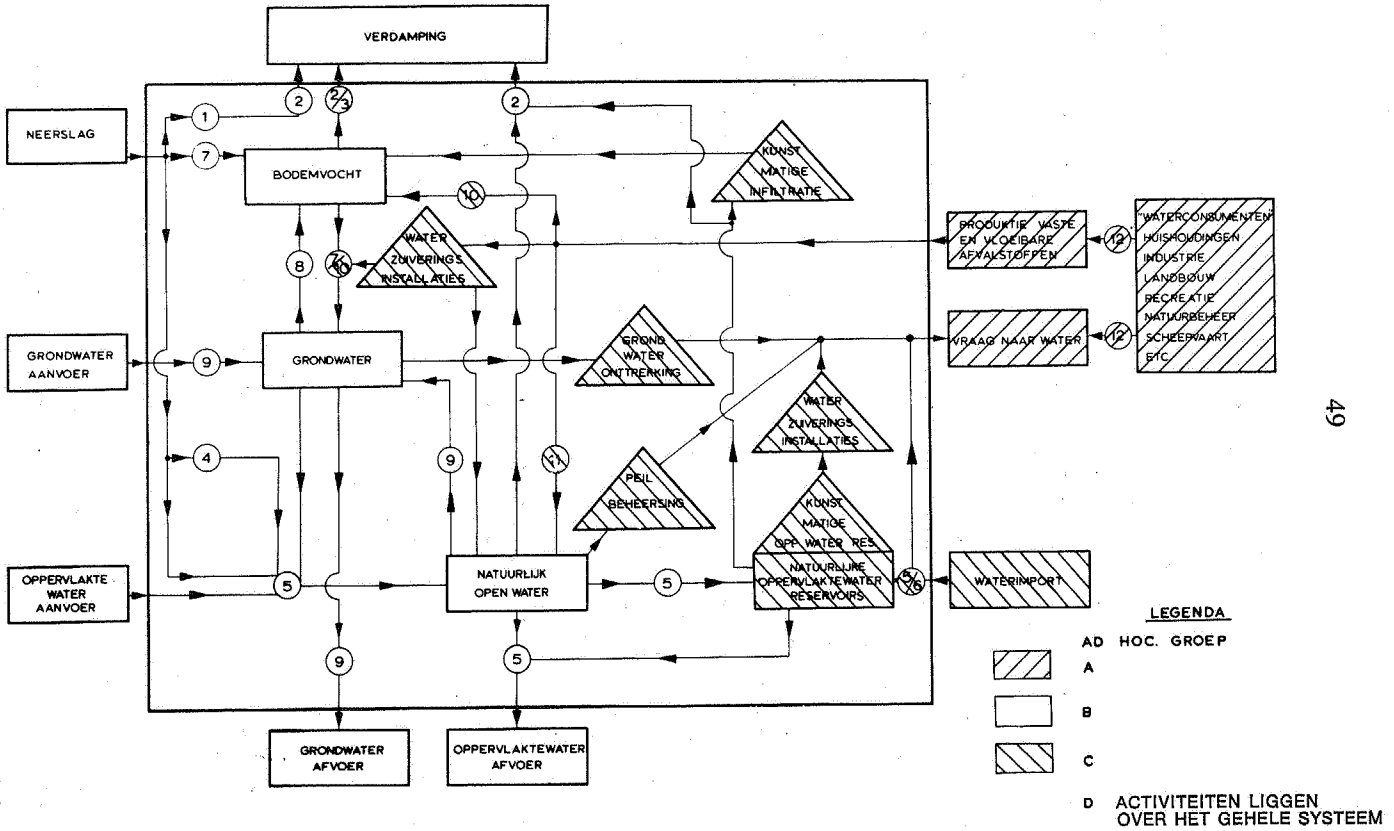 VERDAMPING
NEERSLAG
1
2
2/3
2
7
BODEMVOCHT
KUNST
MATIGE
INFILTRATIE
10
WATER
ZUIVERINGS
INSTALLATIES
8
7/10
PRODUKTIE VASTE
EN VLOEIBARE
AFVALSTOFFEN
12
"WATERCONSUMENTEN"
HUISHOUDINGEN
INDUSTRIE
LANDBOUW
RECREATIE
NATUURBEHEER
SCHEEPVAART
ETC.
GRONDWATER
AANVOER
9
GRONDWATER
GROND
WATER
ONTTREKKING
VRAAG NAAR WATER
12
WATER
ZUIVERINGS
INSTALLATIES
4
9
11
PEIL
BEHEERSING
KUNST
MATIGE
OPP WATER RES.
OPPERVLAKTE
WATER
AANVOER
5
NATUURLIJK
OPEN WATER
5
NATUURLIJKE
OPPERVLAKTEWATER
RESERVOIRS
5/6
WATERIMPORT
9
5
GRONDWATER
AFVOER
OPPERVLAKTEWATER
AFVOER
LEGENDA
AD HOC. GROEP
A
B
C
D ACTIVITEITEN LIGGEN
OVER HET GEHELE SYSTEEM
49